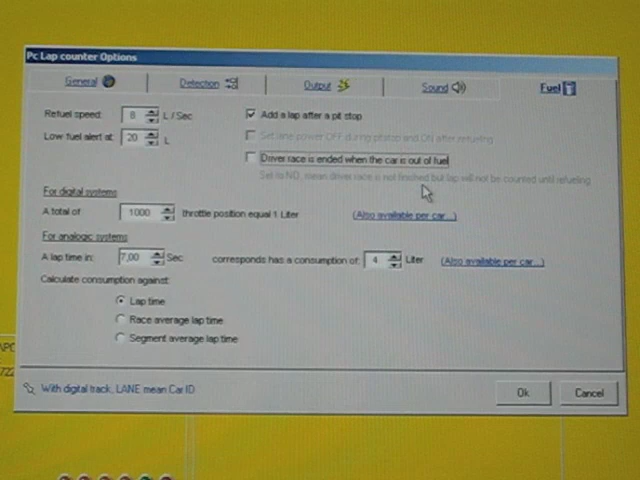 Pc Lap counter Options
General Detection Output Sound Fuel
Refuel speed: 8 L / Sec
Low fuel alert at: 20 L
Add a lap after a pit stop
Set lane power OFF during pitstop and ON after refueling
Driver race is ended when the car is out of fuel
Set to NO, mean driver race is not finished but lap will not be counted until refueling
For digital systems
A total of 1000 throttle position equal 1 Liter (Also available per car...)
For analogic systems
A lap time in: 7,00 Sec corresponds has a consumption of: 4 Liter (Also available per car...)
Calculate consumption against:
Lap time
Race average lap time
Segment average lap time
With digital track, LANE mean Car ID
Ok Cancel
722